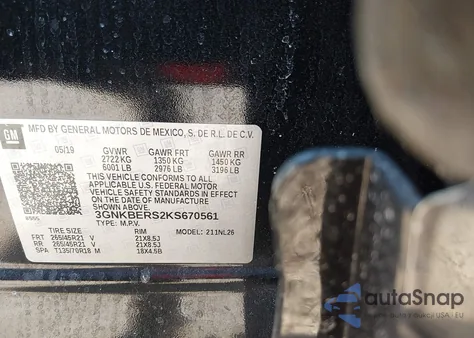 GM
MFD BY GENERAL MOTORS DE MEXICO, S. DE R.L. DE C.V.
05/19 GVWR GAWR FRT GAWR RR
2722 KG 1350 KG 1450 KG
6001 LB 2976 LB 3196 LB
THIS VEHICLE CONFORMS TO ALL
APPLICABLE U.S. FEDERAL MOTOR
VEHICLE SAFETY STANDARDS IN EFFECT
ON THE DATE OF MANUFACTURE SHOWN ABOVE.
3GNKBERS2KS670561
TYPE: M.P.V. MODEL: 211NL26
TIRE SIZE RIM
FRT 265/45R21 V 21X8.5J
RR 265/45R21 V 21X8.5J
SPA T135/70R18 M 18X4.5B
autoSnap
USA / EU